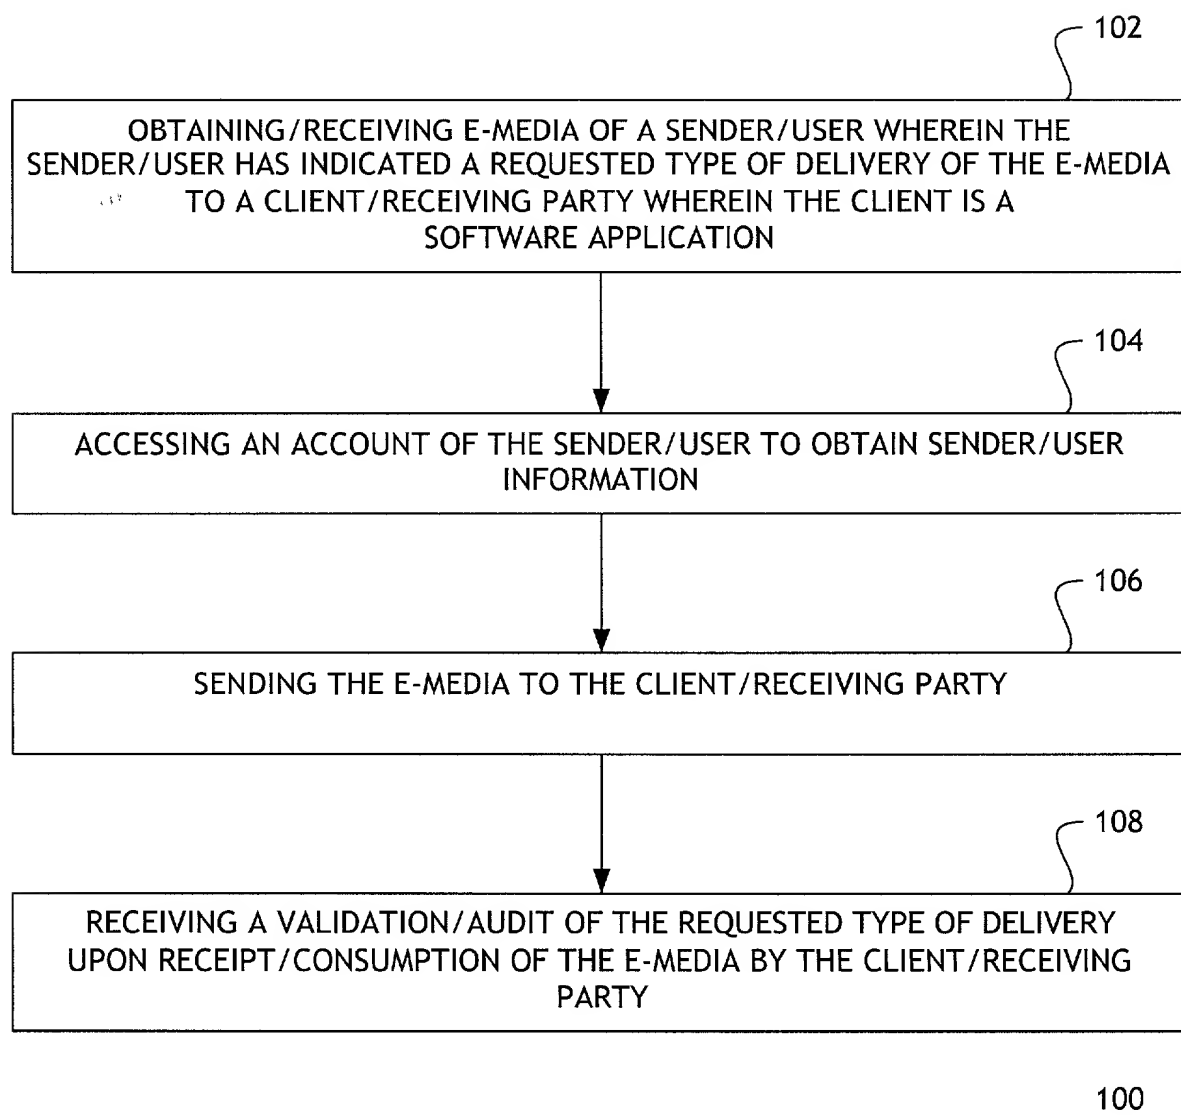 102
OBTAINING/RECEIVING E-MEDIA OF A SENDER/USER WHEREIN THE
SENDER/USER HAS INDICATED A REQUESTED TYPE OF DELIVERY OF THE E-MEDIA
TO A CLIENT/RECEIVING PARTY WHEREIN THE CLIENT IS A
SOFTWARE APPLICATION
104
ACCESSING AN ACCOUNT OF THE SENDER/USER TO OBTAIN SENDER/USER
INFORMATION
106
SENDING THE E-MEDIA TO THE CLIENT/RECEIVING PARTY
108
RECEIVING A VALIDATION/AUDIT OF THE REQUESTED TYPE OF DELIVERY
UPON RECEIPT/CONSUMPTION OF THE E-MEDIA BY THE CLIENT/RECEIVING
PARTY
100